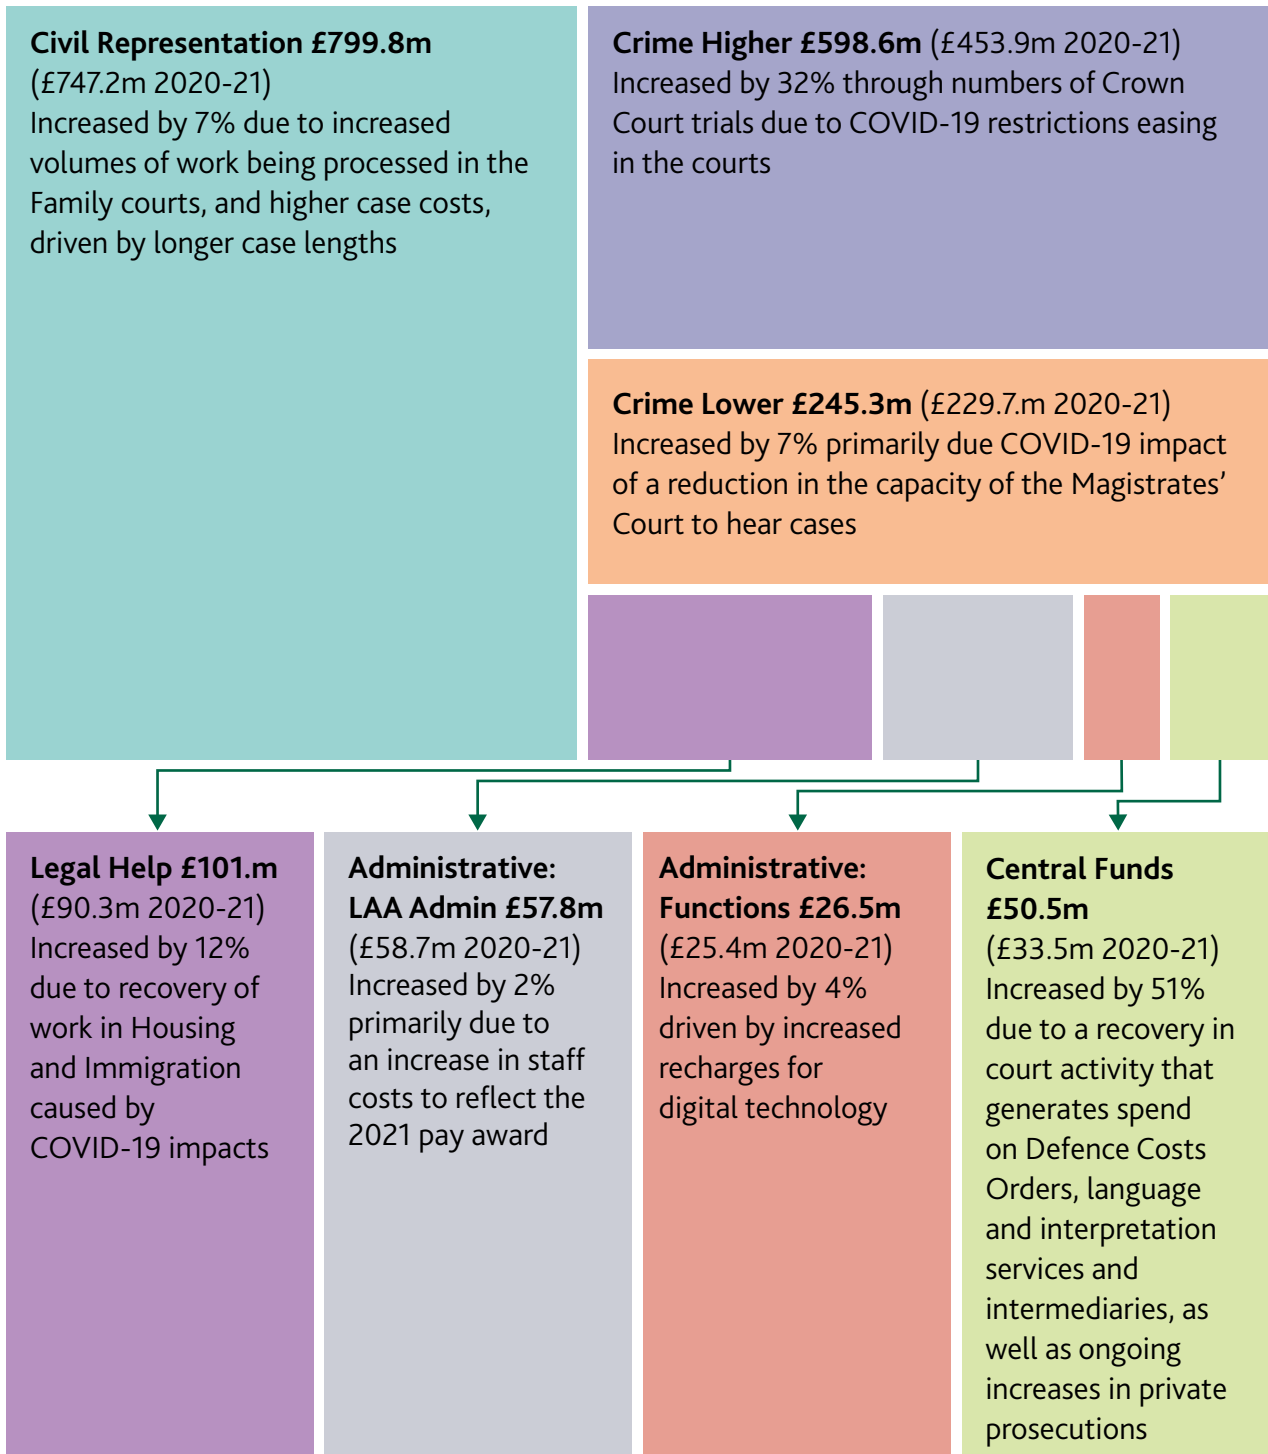 Civil Representation £799.8m
(£747.2m 2020-21)
Increased by 7% due to increased
volumes of work being processed in the
Family courts, and higher case costs,
driven by longer case lengths
Crime Higher £598.6m (£453.9m 2020-21)
Increased by 32% through numbers of Crown
Court trials due to COVID-19 restrictions easing
in the courts
Crime Lower £245.3m (£229.7.m 2020-21)
Increased by 7% primarily due COVID-19 impact
of a reduction in the capacity of the Magistrates’
Court to hear cases
Legal Help £101.m
(£90.3m 2020-21)
Increased by 12%
due to recovery of
work in Housing
and Immigration
caused by
COVID-19 impacts
Administrative:
LAA Admin £57.8m
(£58.7m 2020-21)
Increased by 2%
primarily due to
an increase in staff
costs to reflect the
2021 pay award
Administrative:
Functions £26.5m
(£25.4m 2020-21)
Increased by 4%
driven by increased
recharges for
digital technology
Central Funds
£50.5m
(£33.5m 2020-21)
Increased by 51%
due to a recovery in
court activity that
generates spend
on Defence Costs
Orders, language
and interpretation
services and
intermediaries, as
well as ongoing
increases in private
prosecutions